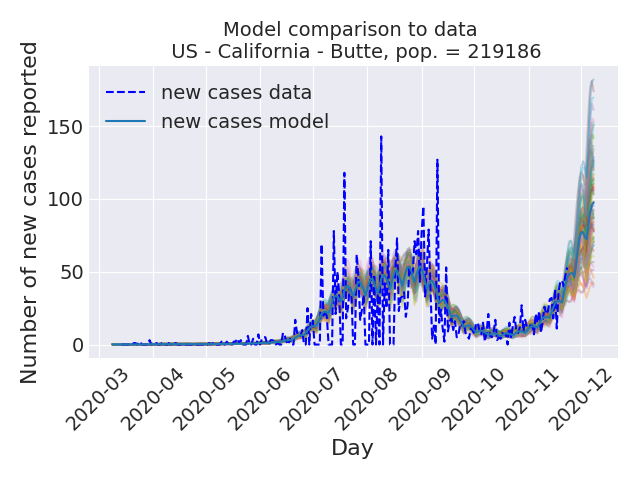 Model comparison to data
US - California - Butte, pop. = 219186
Number of new cases reported
new cases data
new cases model
150
100
50
0
2020-03
2020-04
2020-05
2020-06
2020-07
2020-08
2020-09
2020-10
2020-11
2020-12
Day